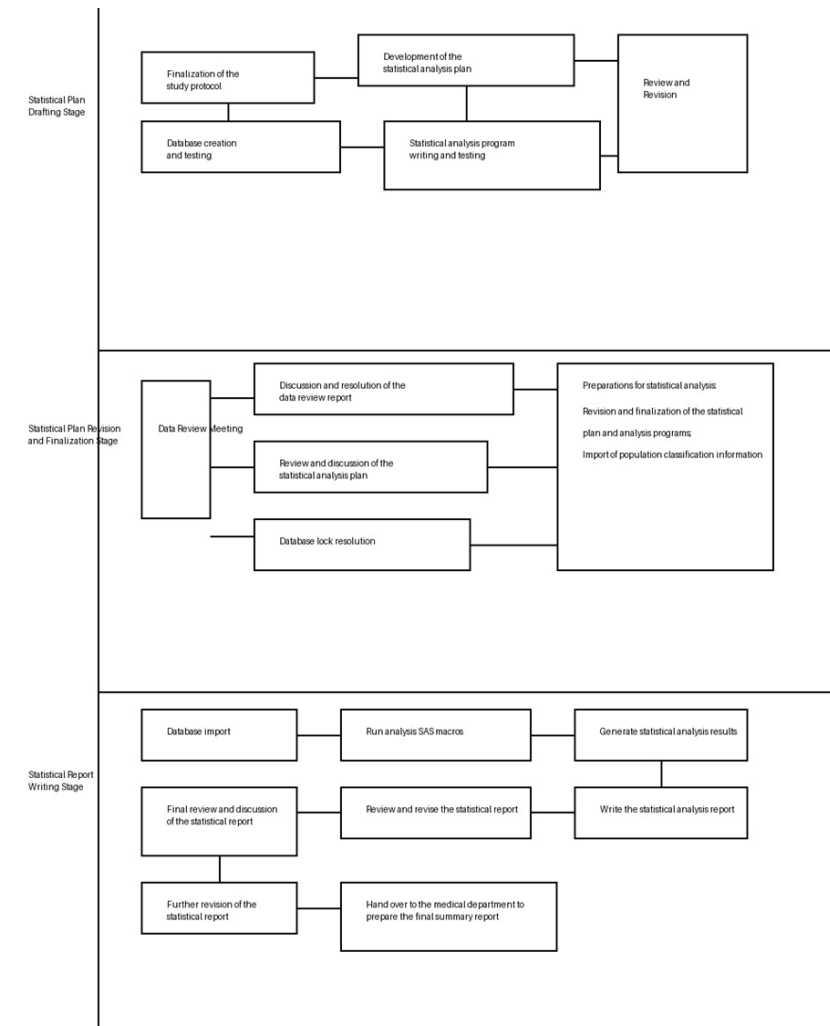 Statistical Plan
Drafting Stage
Finalization of the
study protocol
Development of the
statistical analysis plan
Review and
Revision
Database creation
and testing
Statistical analysis program
writing and testing
Statistical Plan Revision
and Finalization Stage
Data Review Meeting
Discussion and resolution of the
data review report
Review and discussion of the
statistical analysis plan
Database lock resolution
Preparations for statistical analysis:
Revision and finalization of the statistical
plan and analysis programs;
Import of population classification information
Statistical Report
Writing Stage
Database import
Run analysis SAS macros
Generate statistical analysis results
Final review and discussion
of the statistical report
Review and revise the statistical report
Write the statistical analysis report
Further revision of the
statistical report
Hand over to the medical department to
prepare the final summary report